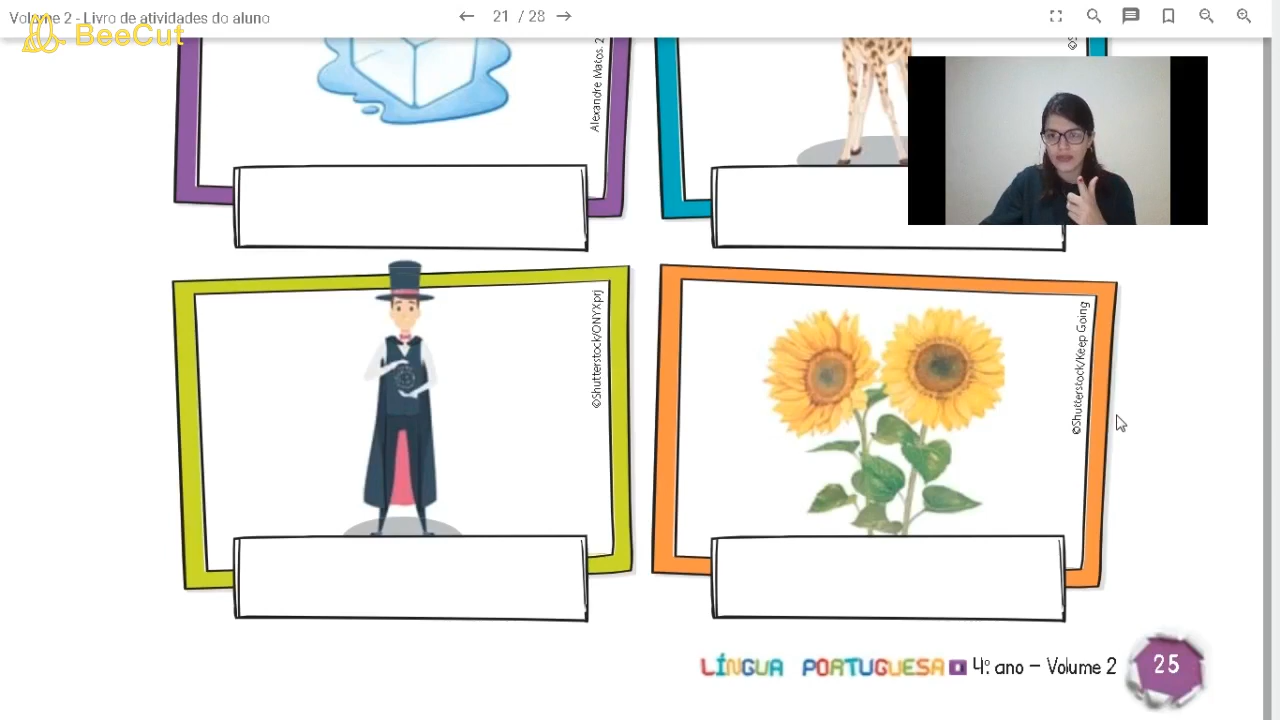 Volume 2 - Livro de atividades do aluno
21 / 28
BeeCut
Alexandre Matos. 2
©Shutterstock/ONYXprj
©Shutterstock/Keep Going
LÍNGUA PORTUGUESA 4º. ano – Volume 2
25